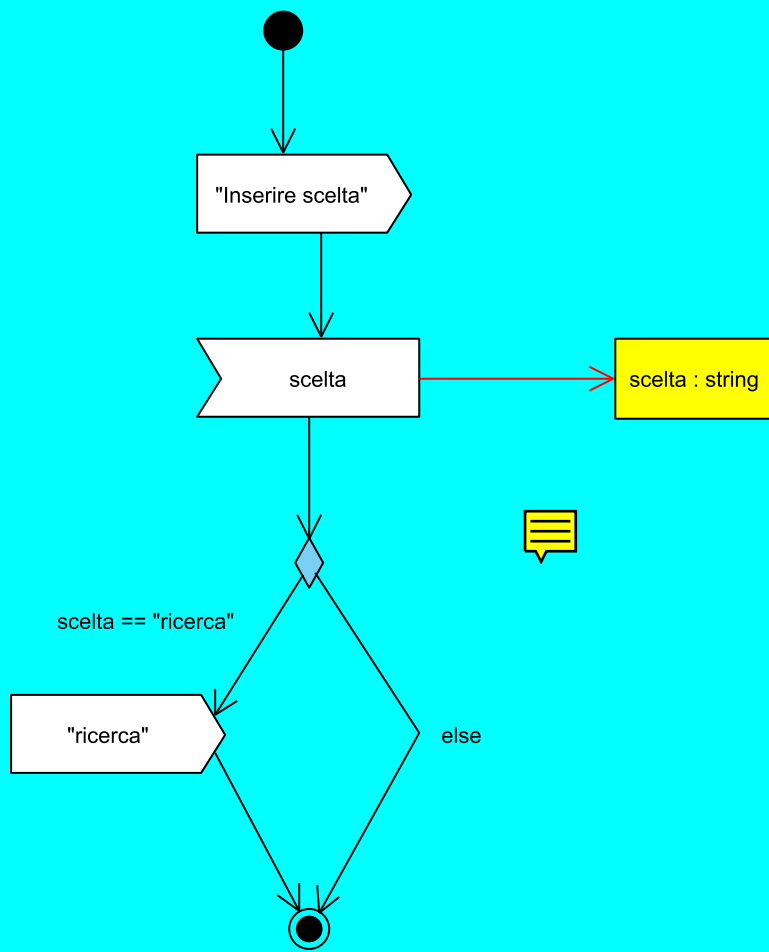 "Inserire scelta"
scelta
scelta : string
scelta == "ricerca"
"ricerca"
else